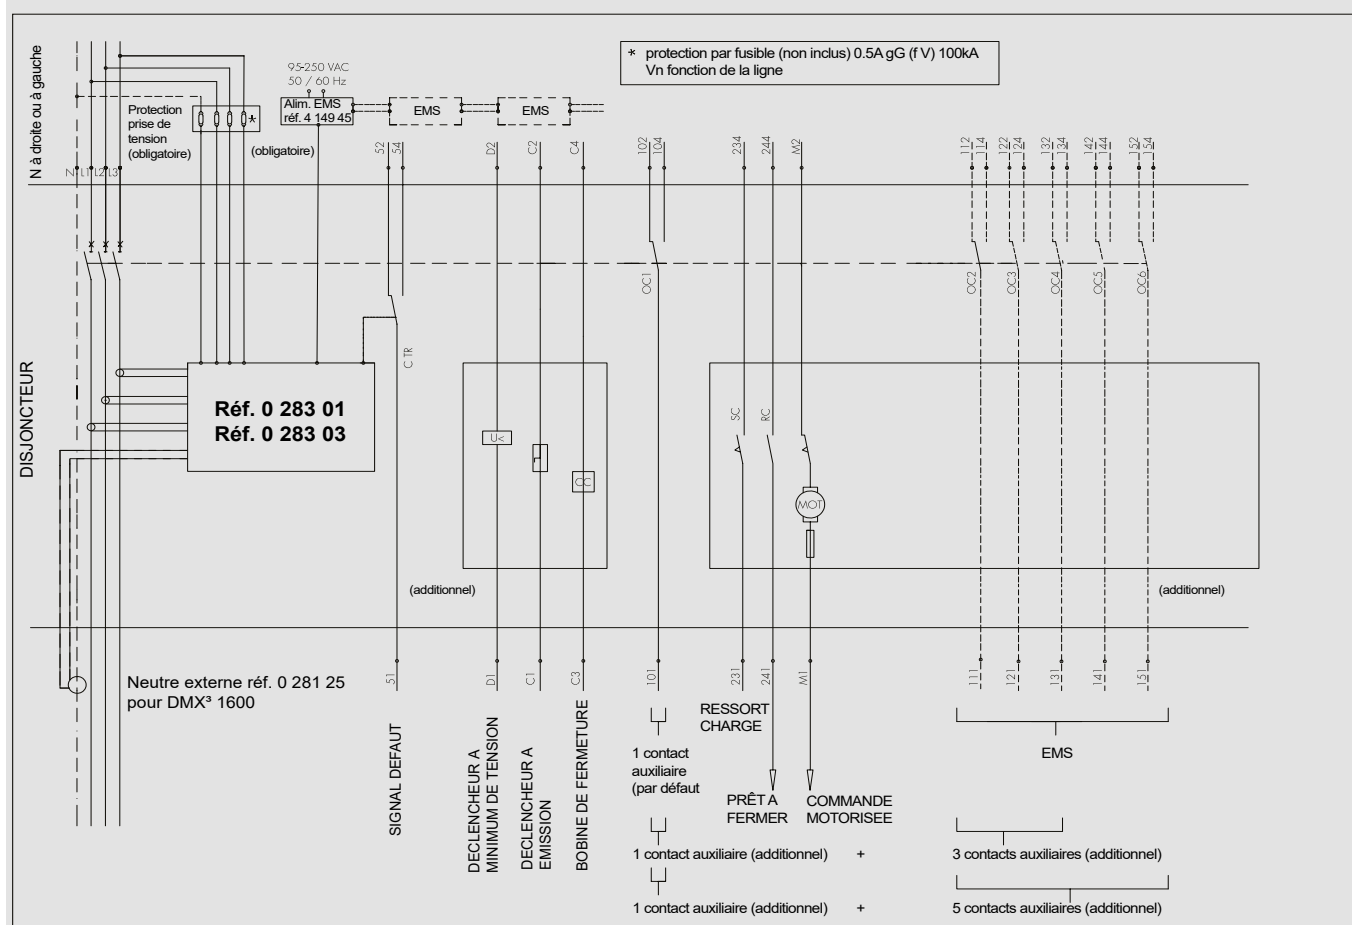 * protection par fusible (non inclus) 0.5A gG (f V) 100kA
Vn fonction de la ligne
N à droite ou à gauche
95-250 VAC
50 / 60 Hz
Alim. EMS
réf. 4 149 45
EMS
EMS
Protection
prise de
tension
(obligatoire)
*
(obligatoire)
N
L1
L2
L3
52
54
D2
C2
C4
102
104
234
244
M2
112
114
122
124
132
134
142
144
152
154
OC1
OC2
OC3
OC4
OC5
OC6
DISJONCTEUR
C TR
Réf. 0 283 01
Réf. 0 283 03
U<
CC
SC
RC
MOT
(additionnel)
(additionnel)
Neutre externe réf. 0 281 25
pour DMX³ 1600
51
D1
C1
C3
101
231
241
M1
111
121
131
141
151
SIGNAL DEFAUT
DECLENCHEUR A
MINIMUM DE TENSION
DECLENCHEUR A
EMISSION
BOBINE DE FERMETURE
1 contact
auxiliaire
(par défaut
RESSORT
CHARGE
PRÊT A
FERMER
COMMANDE
MOTORISEE
EMS
1 contact auxiliaire (additionnel) + 3 contacts auxiliaires (additionnel)
1 contact auxiliaire (additionnel) + 5 contacts auxiliaires (additionnel)